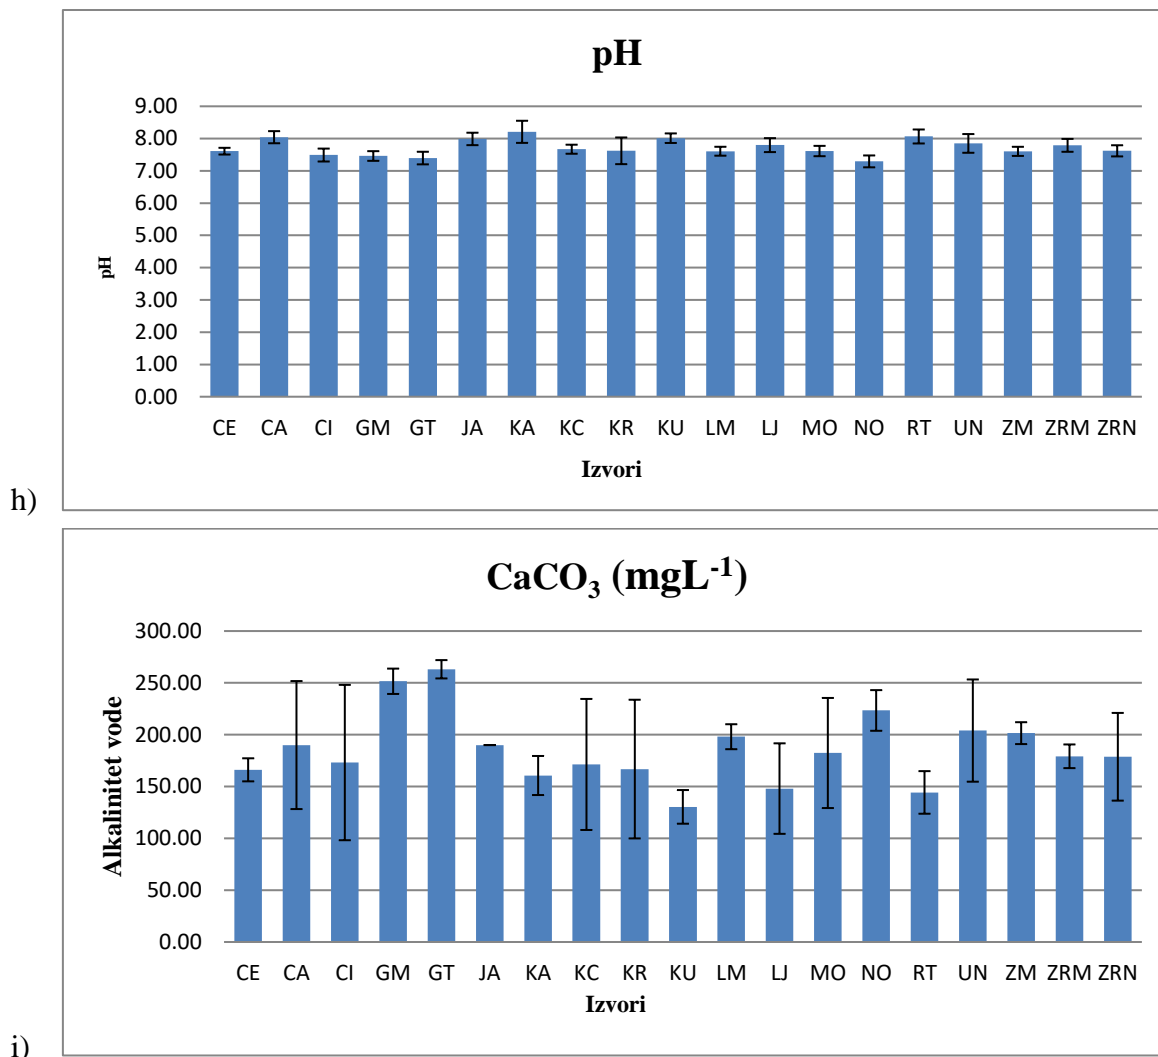 pH
9.00
8.00
7.00
6.00
5.00
4.00
3.00
2.00
1.00
0.00
pH
CE CA CI GM GT JA KA KC KR KU LM LJ MO NO RT UN ZM ZRM ZRN
Izvori
h)
CaCO₃ (mgL⁻¹)
300.00
250.00
200.00
150.00
100.00
50.00
0.00
Alkalinitet vode
CE CA CI GM GT JA KA KC KR KU LM LJ MO NO RT UN ZM ZRM ZRN
Izvori
i)